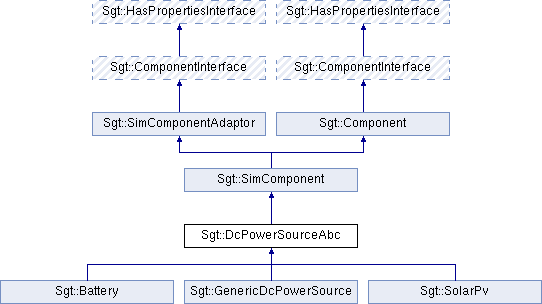 Sgt::HasPropertiesInterface
Sgt::HasPropertiesInterface
Sgt::ComponentInterface
Sgt::ComponentInterface
Sgt::SimComponentAdaptor
Sgt::Component
Sgt::SimComponent
Sgt::DcPowerSourceAbc
Sgt::Battery
Sgt::GenericDcPowerSource
Sgt::SolarPv